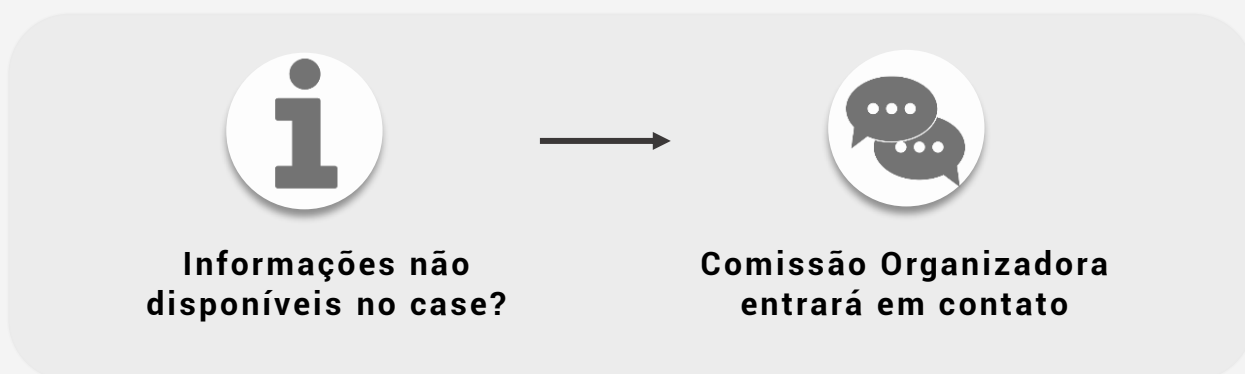 Informações não
disponíveis no case?
Comissão Organizadora
entrará em contato